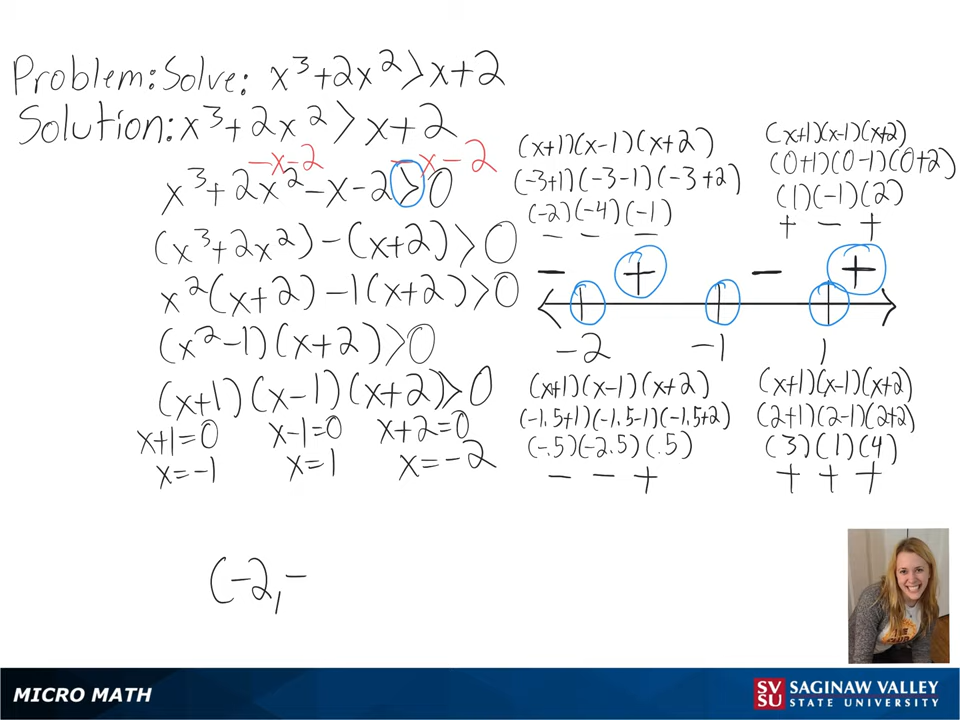 Problem: Solve: x³+2x²>x+2
Solution: x³+2x²>x+2
-x-2 -x-2
x³+2x²-x-2>0
(x³+2x²)-(x+2)>0
x²(x+2)-1(x+2)>0
(x²-1)(x+2)>0
(x+1)(x-1)(x+2)>0
x+1=0 x-1=0 x+2=0
x=-1 x=1 x=-2
(x+1)(x-1)(x+2)
(-3+1)(-3-1)(-3+2)
(-2)(-4)(-1)
- - -
(x+1)(x-1)(x+2)
(0+1)(0-1)(0+2)
(1)(-1)(2)
+ - +
- + - +
-2 -1 1
(x+1)(x-1)(x+2)
(-1.5+1)(-1.5-1)(-1.5+2)
(-.5)(-2.5)(.5)
- - +
(x+1)(x-1)(x+2)
(2+1)(2-1)(2+2)
(3)(1)(4)
+ + +
(-2,-
MICRO MATH
SVSU SAGINAW VALLEY
STATE UNIVERSITY